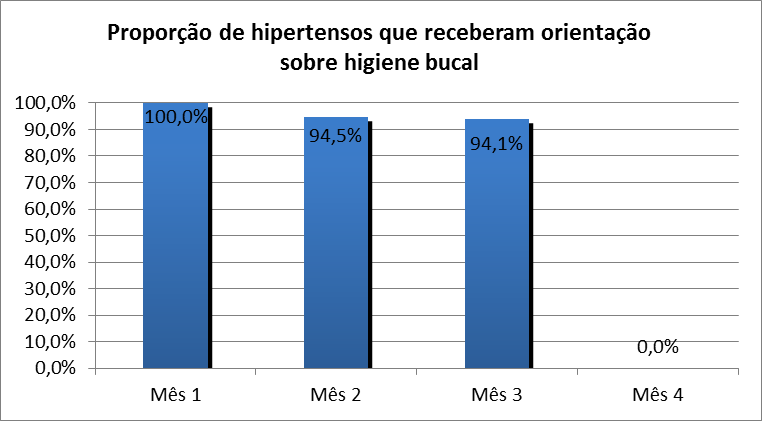 Proporção de hipertensos que receberam orientação
sobre higiene bucal
100,0%
90,0%
80,0%
70,0%
60,0%
50,0%
40,0%
30,0%
20,0%
10,0%
0,0%
100,0%
94,5%
94,1%
0,0%
Mês 1
Mês 2
Mês 3
Mês 4